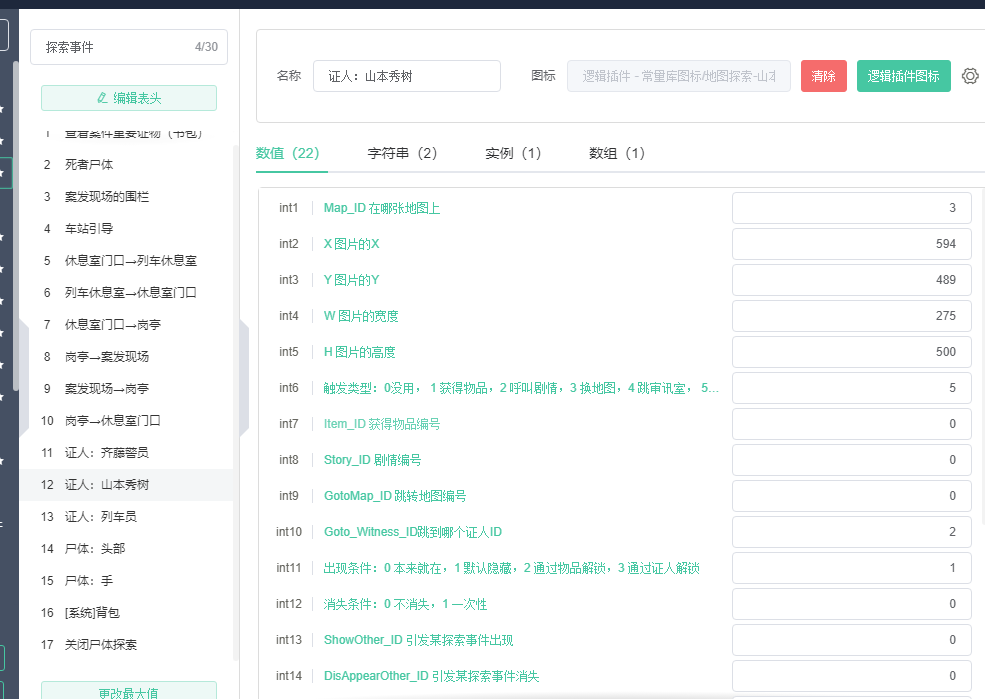 探索事件 4/30
编辑表头
1 查看案件重要证物（书包）
2 死者尸体
3 案发现场的围栏
4 车站引导
5 休息室门口→列车休息室
6 列车休息室→休息室门口
7 休息室门口→岗亭
8 岗亭→案发现场
9 案发现场→岗亭
10 岗亭→休息室门口
11 证人：齐藤警员
12 证人：山本秀树
13 证人：列车员
14 尸体：头部
15 尸体：手
16 [系统]背包
17 关闭尸体探索
更改最大值
名称 证人：山本秀树 图标 逻辑插件 - 常量库图标/地图探索-山本 清除 逻辑插件图标
数值（22） 字符串（2） 实例（1） 数组（1）
int1 Map_ID 在哪张地图上 3
int2 X 图片的X 594
int3 Y 图片的Y 489
int4 W 图片的宽度 275
int5 H 图片的高度 500
int6 触发类型：0没用， 1 获得物品，2 呼叫剧情，3 换地图，4 跳审讯室， 5... 5
int7 Item_ID 获得物品编号 0
int8 Story_ID 剧情编号 0
int9 GotoMap_ID 跳转地图编号 0
int10 Goto_Witness_ID跳到哪个证人ID 2
int11 出现条件：0 本来就在，1 默认隐藏，2 通过物品解锁，3 通过证人解锁 1
int12 消失条件：0 不消失，1 一次性 0
int13 ShowOther_ID 引发某探索事件出现 0
int14 DisAppearOther_ID 引发某探索事件消失 0